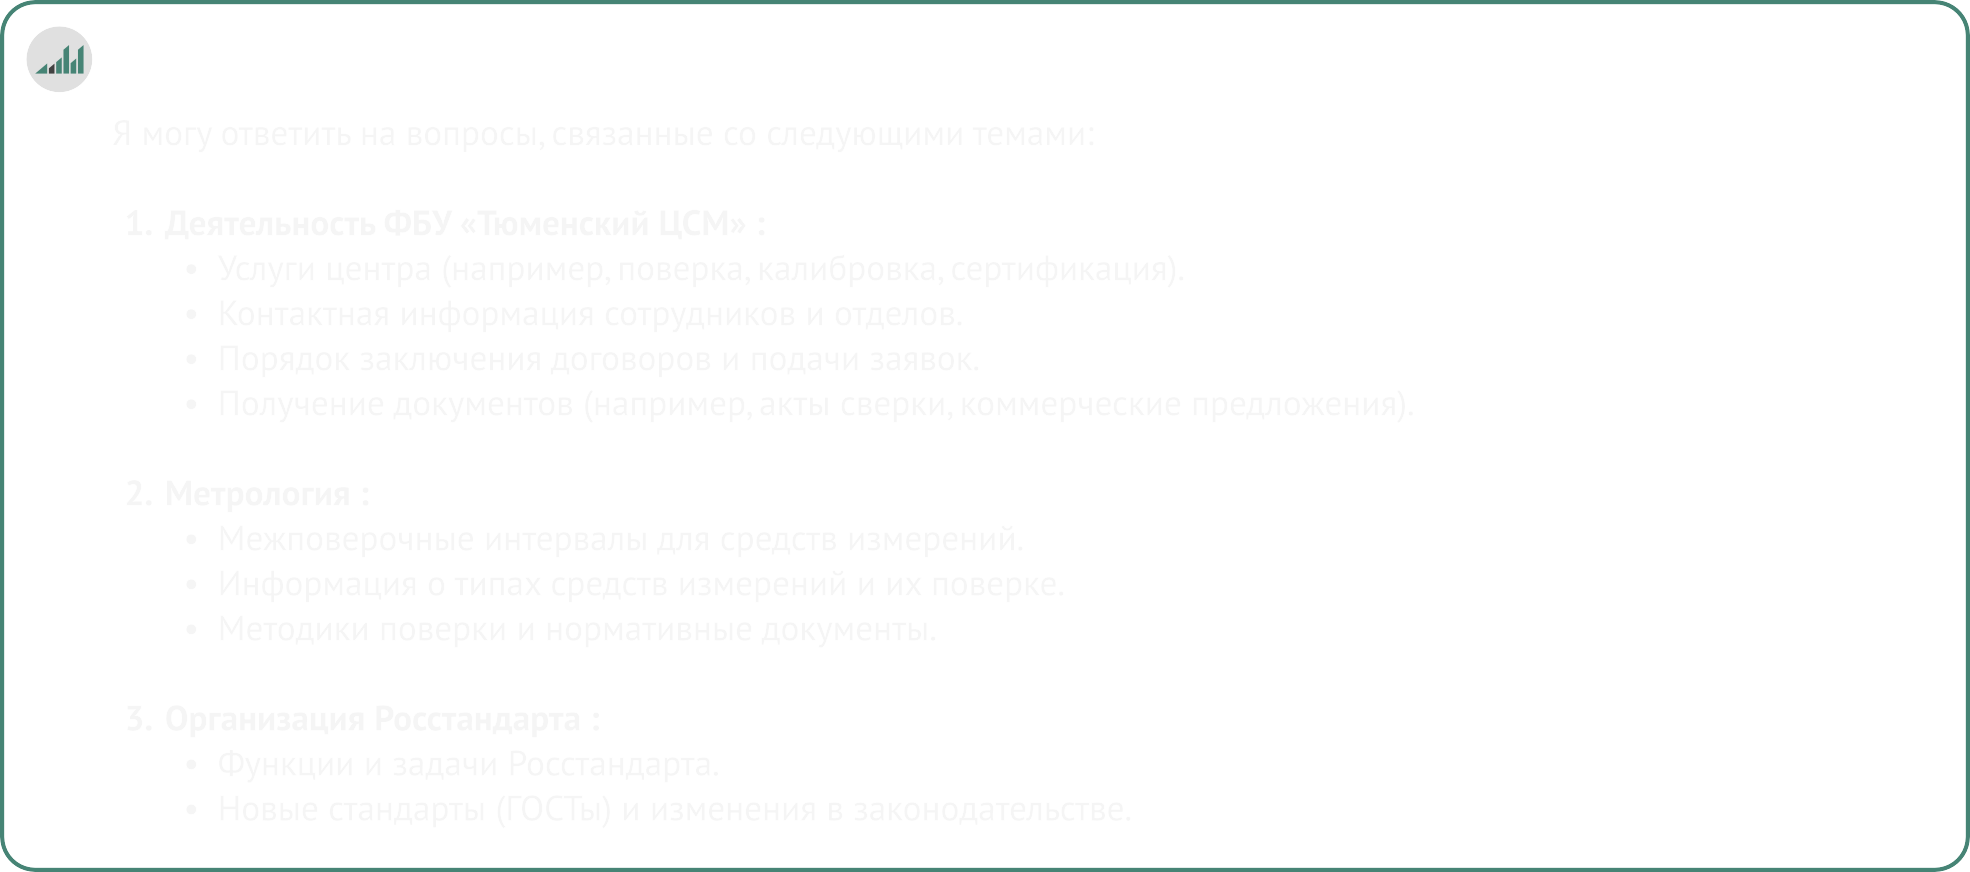 Я могу ответить на вопросы, связанные со следующими темами:
1. Деятельность ФБУ «Тюменский ЦСМ» :
• Услуги центра (например, поверка, калибровка, сертификация).
• Контактная информация сотрудников и отделов.
• Порядок заключения договоров и подачи заявок.
• Получение документов (например, акты сверки, коммерческие предложения).
2. Метрология :
• Межповерочные интервалы для средств измерений.
• Информация о типах средств измерений и их поверке.
• Методики поверки и нормативные документы.
3. Организация Росстандарта :
• Функции и задачи Росстандарта.
• Новые стандарты (ГОСТы) и изменения в законодательстве.